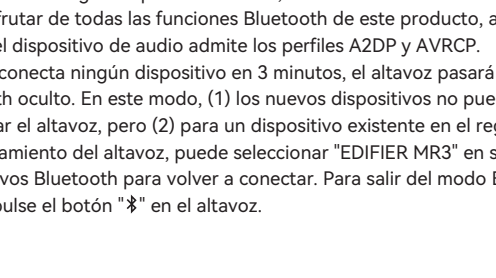 frutar de todas las funciones Bluetooth de este producto, a
el dispositivo de audio admite los perfiles A2DP y AVRCP.
conecta ningún dispositivo en 3 minutos, el altavoz pasará
th oculto. En este modo, (1) los nuevos dispositivos no pue
ar el altavoz, pero (2) para un dispositivo existente en el reg
amiento del altavoz, puede seleccionar "EDIFIER MR3" en s
vos Bluetooth para volver a conectar. Para salir del modo B
pulse el botón "" en el altavoz.